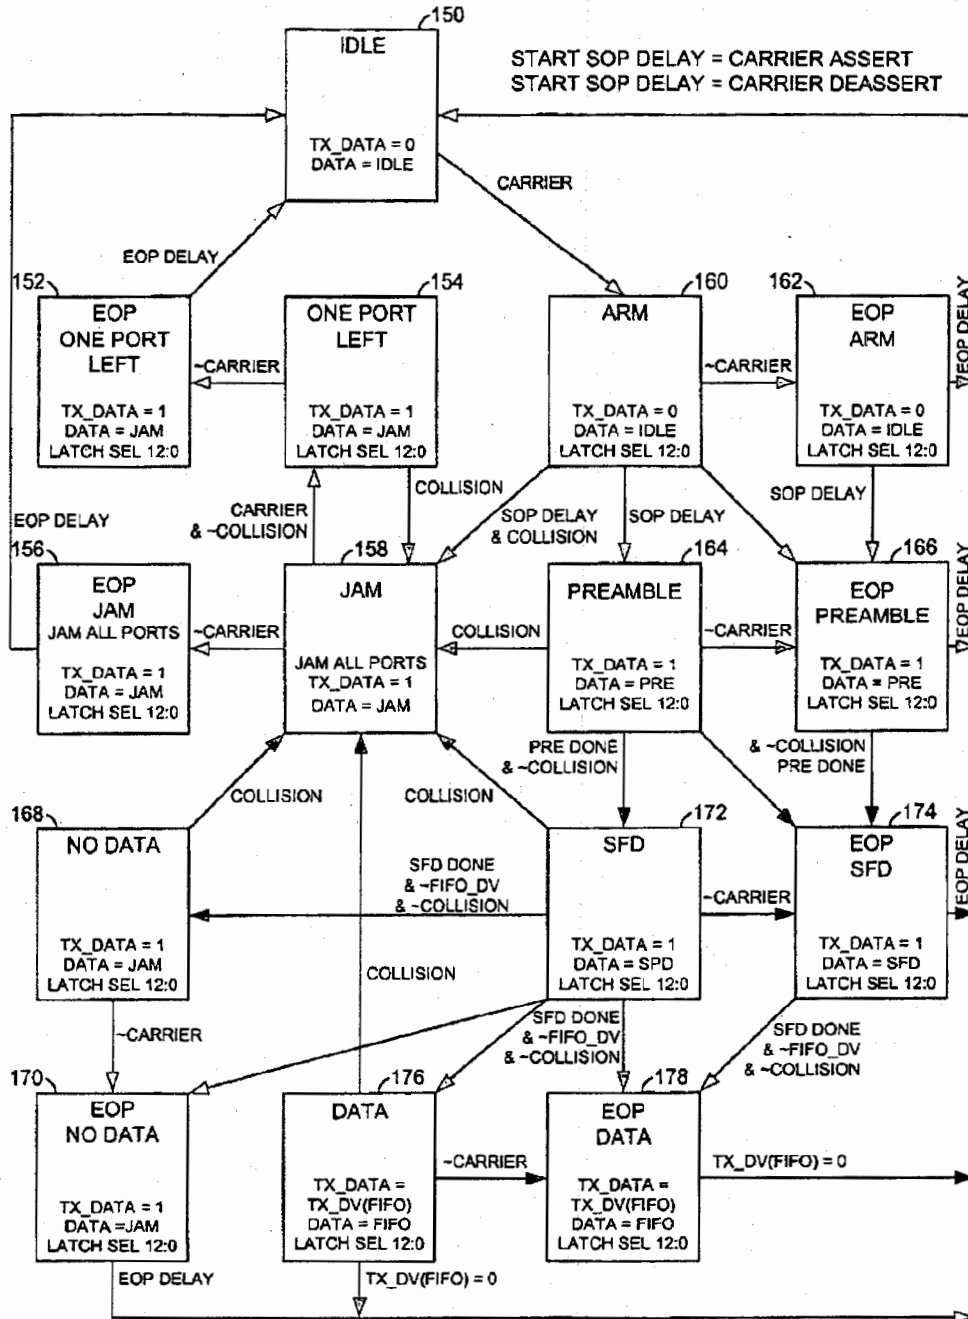 150
IDLE
TX_DATA = 0
DATA = IDLE
START SOP DELAY = CARRIER ASSERT
START SOP DELAY = CARRIER DEASSERT
CARRIER
EOP DELAY
152
EOP
ONE PORT
LEFT
TX_DATA = 1
DATA = JAM
LATCH SEL 12:0
~CARRIER
154
ONE PORT
LEFT
TX_DATA = 1
DATA = JAM
LATCH SEL 12:0
160
ARM
TX_DATA = 0
DATA = IDLE
LATCH SEL 12:0
~CARRIER
162
EOP
ARM
TX_DATA = 0
DATA = IDLE
LATCH SEL 12:0
EOP DELAY
EOP DELAY
CARRIER
& ~COLLISION
COLLISION
SOP DELAY
& COLLISION
SOP DELAY
SOP DELAY
156
EOP
JAM
JAM ALL PORTS
TX_DATA = 1
DATA = JAM
LATCH SEL 12:0
~CARRIER
158
JAM
JAM ALL PORTS
TX_DATA = 1
DATA = JAM
COLLISION
164
PREAMBLE
TX_DATA = 1
DATA = PRE
LATCH SEL 12:0
~CARRIER
166
EOP
PREAMBLE
TX_DATA = 1
DATA = PRE
LATCH SEL 12:0
EOP DELAY
COLLISION
COLLISION
PRE DONE
& ~COLLISION
& ~COLLISION
PRE DONE
168
NO DATA
TX_DATA = 1
DATA = JAM
LATCH SEL 12:0
SFD DONE
& ~FIFO_DV
& ~COLLISION
172
SFD
TX_DATA = 1
DATA = SPD
LATCH SEL 12:0
~CARRIER
174
EOP
SFD
TX_DATA = 1
DATA = SFD
LATCH SEL 12:0
EOP DELAY
~CARRIER
COLLISION
SFD DONE
& ~FIFO_DV
& ~COLLISION
SFD DONE
& ~FIFO_DV
& ~COLLISION
170
EOP
NO DATA
TX_DATA = 1
DATA =JAM
LATCH SEL 12:0
176
DATA
TX_DATA =
TX_DV(FIFO)
DATA = FIFO
LATCH SEL 12:0
~CARRIER
178
EOP
DATA
TX_DATA =
TX_DV(FIFO)
DATA = FIFO
LATCH SEL 12:0
TX_DV(FIFO) = 0
EOP DELAY
TX_DV(FIFO) = 0